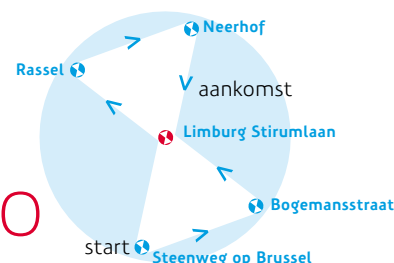 Neerhof
Rassel
aankomst
Limburg Stirumlaan
O
Bogemansstraat
start
Steenweg op Brussel